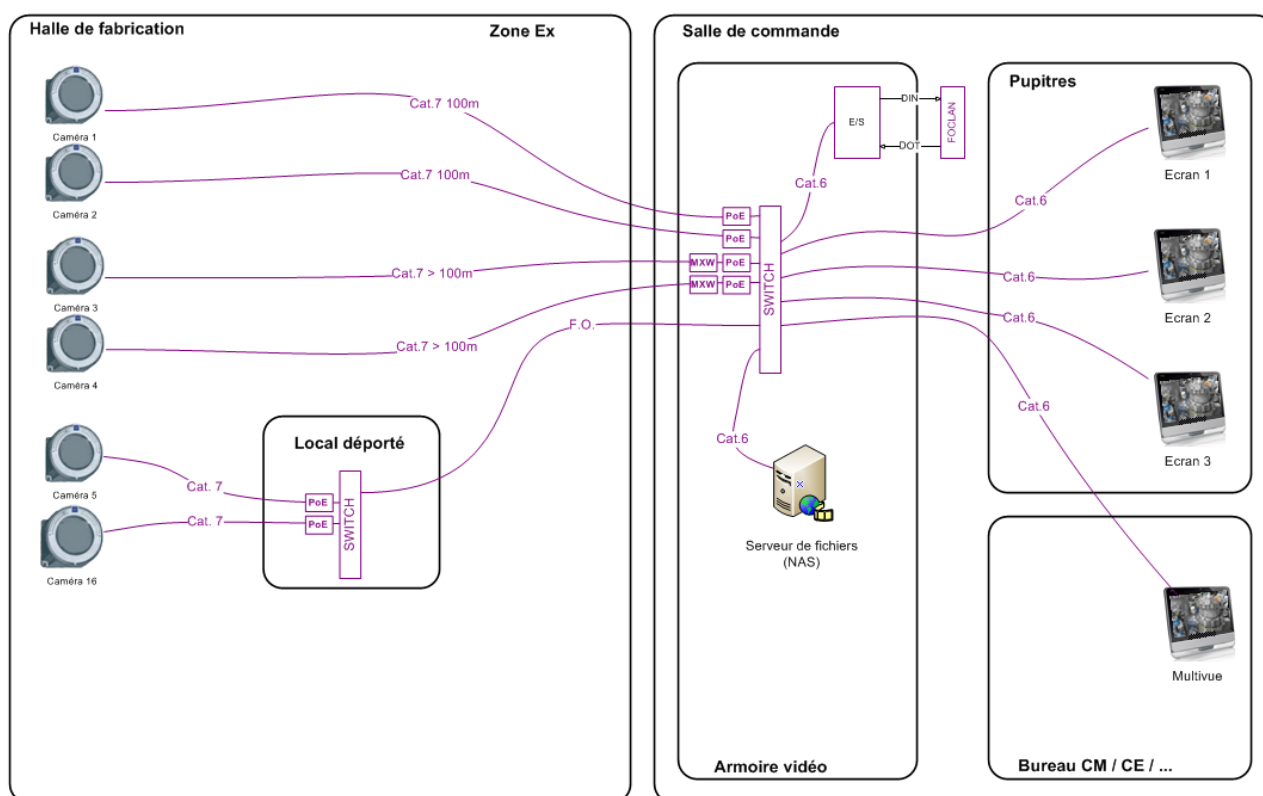 Halle de fabrication
Zone Ex
Caméra 1
Caméra 2
Caméra 3
Caméra 4
Caméra 5
Caméra 16
Cat.7 100m
Cat.7 100m
Cat.7 > 100m
Cat.7 > 100m
F.O.
Local déporté
Cat. 7
Cat. 7
PoE
PoE
SWITCH
Salle de commande
E/S
DIN
DOT
FOCLAN
Cat.6
PoE
PoE
MXW
PoE
MXW
PoE
SWITCH
Cat.6
Serveur de fichiers
(NAS)
Armoire vidéo
Pupitres
Cat.6
Ecran 1
Cat.6
Ecran 2
Cat.6
Ecran 3
Cat.6
Multivue
Bureau CM / CE / ...